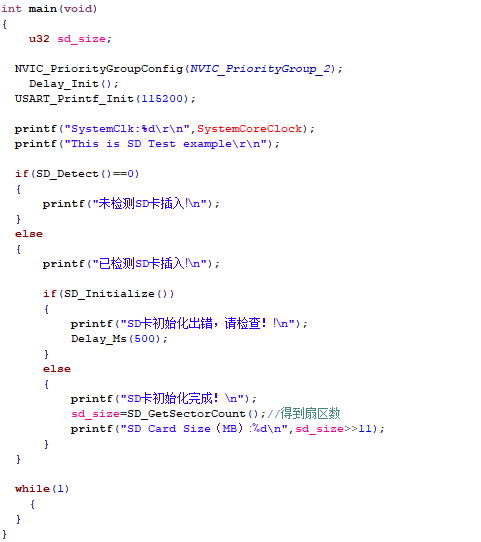 int main(void)
{
    u32 sd_size;

  NVIC_PriorityGroupConfig(NVIC_PriorityGroup_2);
    Delay_Init();
  USART_Printf_Init(115200);

  printf("SystemClk:%d\r\n",SystemCoreClock);
  printf("This is SD Test example\r\n");

  if(SD_Detect()==0)
  {
      printf("未检测SD卡插入!\n");
  }
  else
  {
      printf("已检测SD卡插入!\n");

      if(SD_Initialize())
      {
          printf("SD卡初始化出错，请检查！!\n");
          Delay_Ms(500);
      }
      else
      {
          printf("SD卡初始化完成！\n");
          sd_size=SD_GetSectorCount();//得到扇区数
          printf("SD Card Size（MB）:%d\n",sd_size>>11);
      }
  }

  while(1)
    {
  }
}